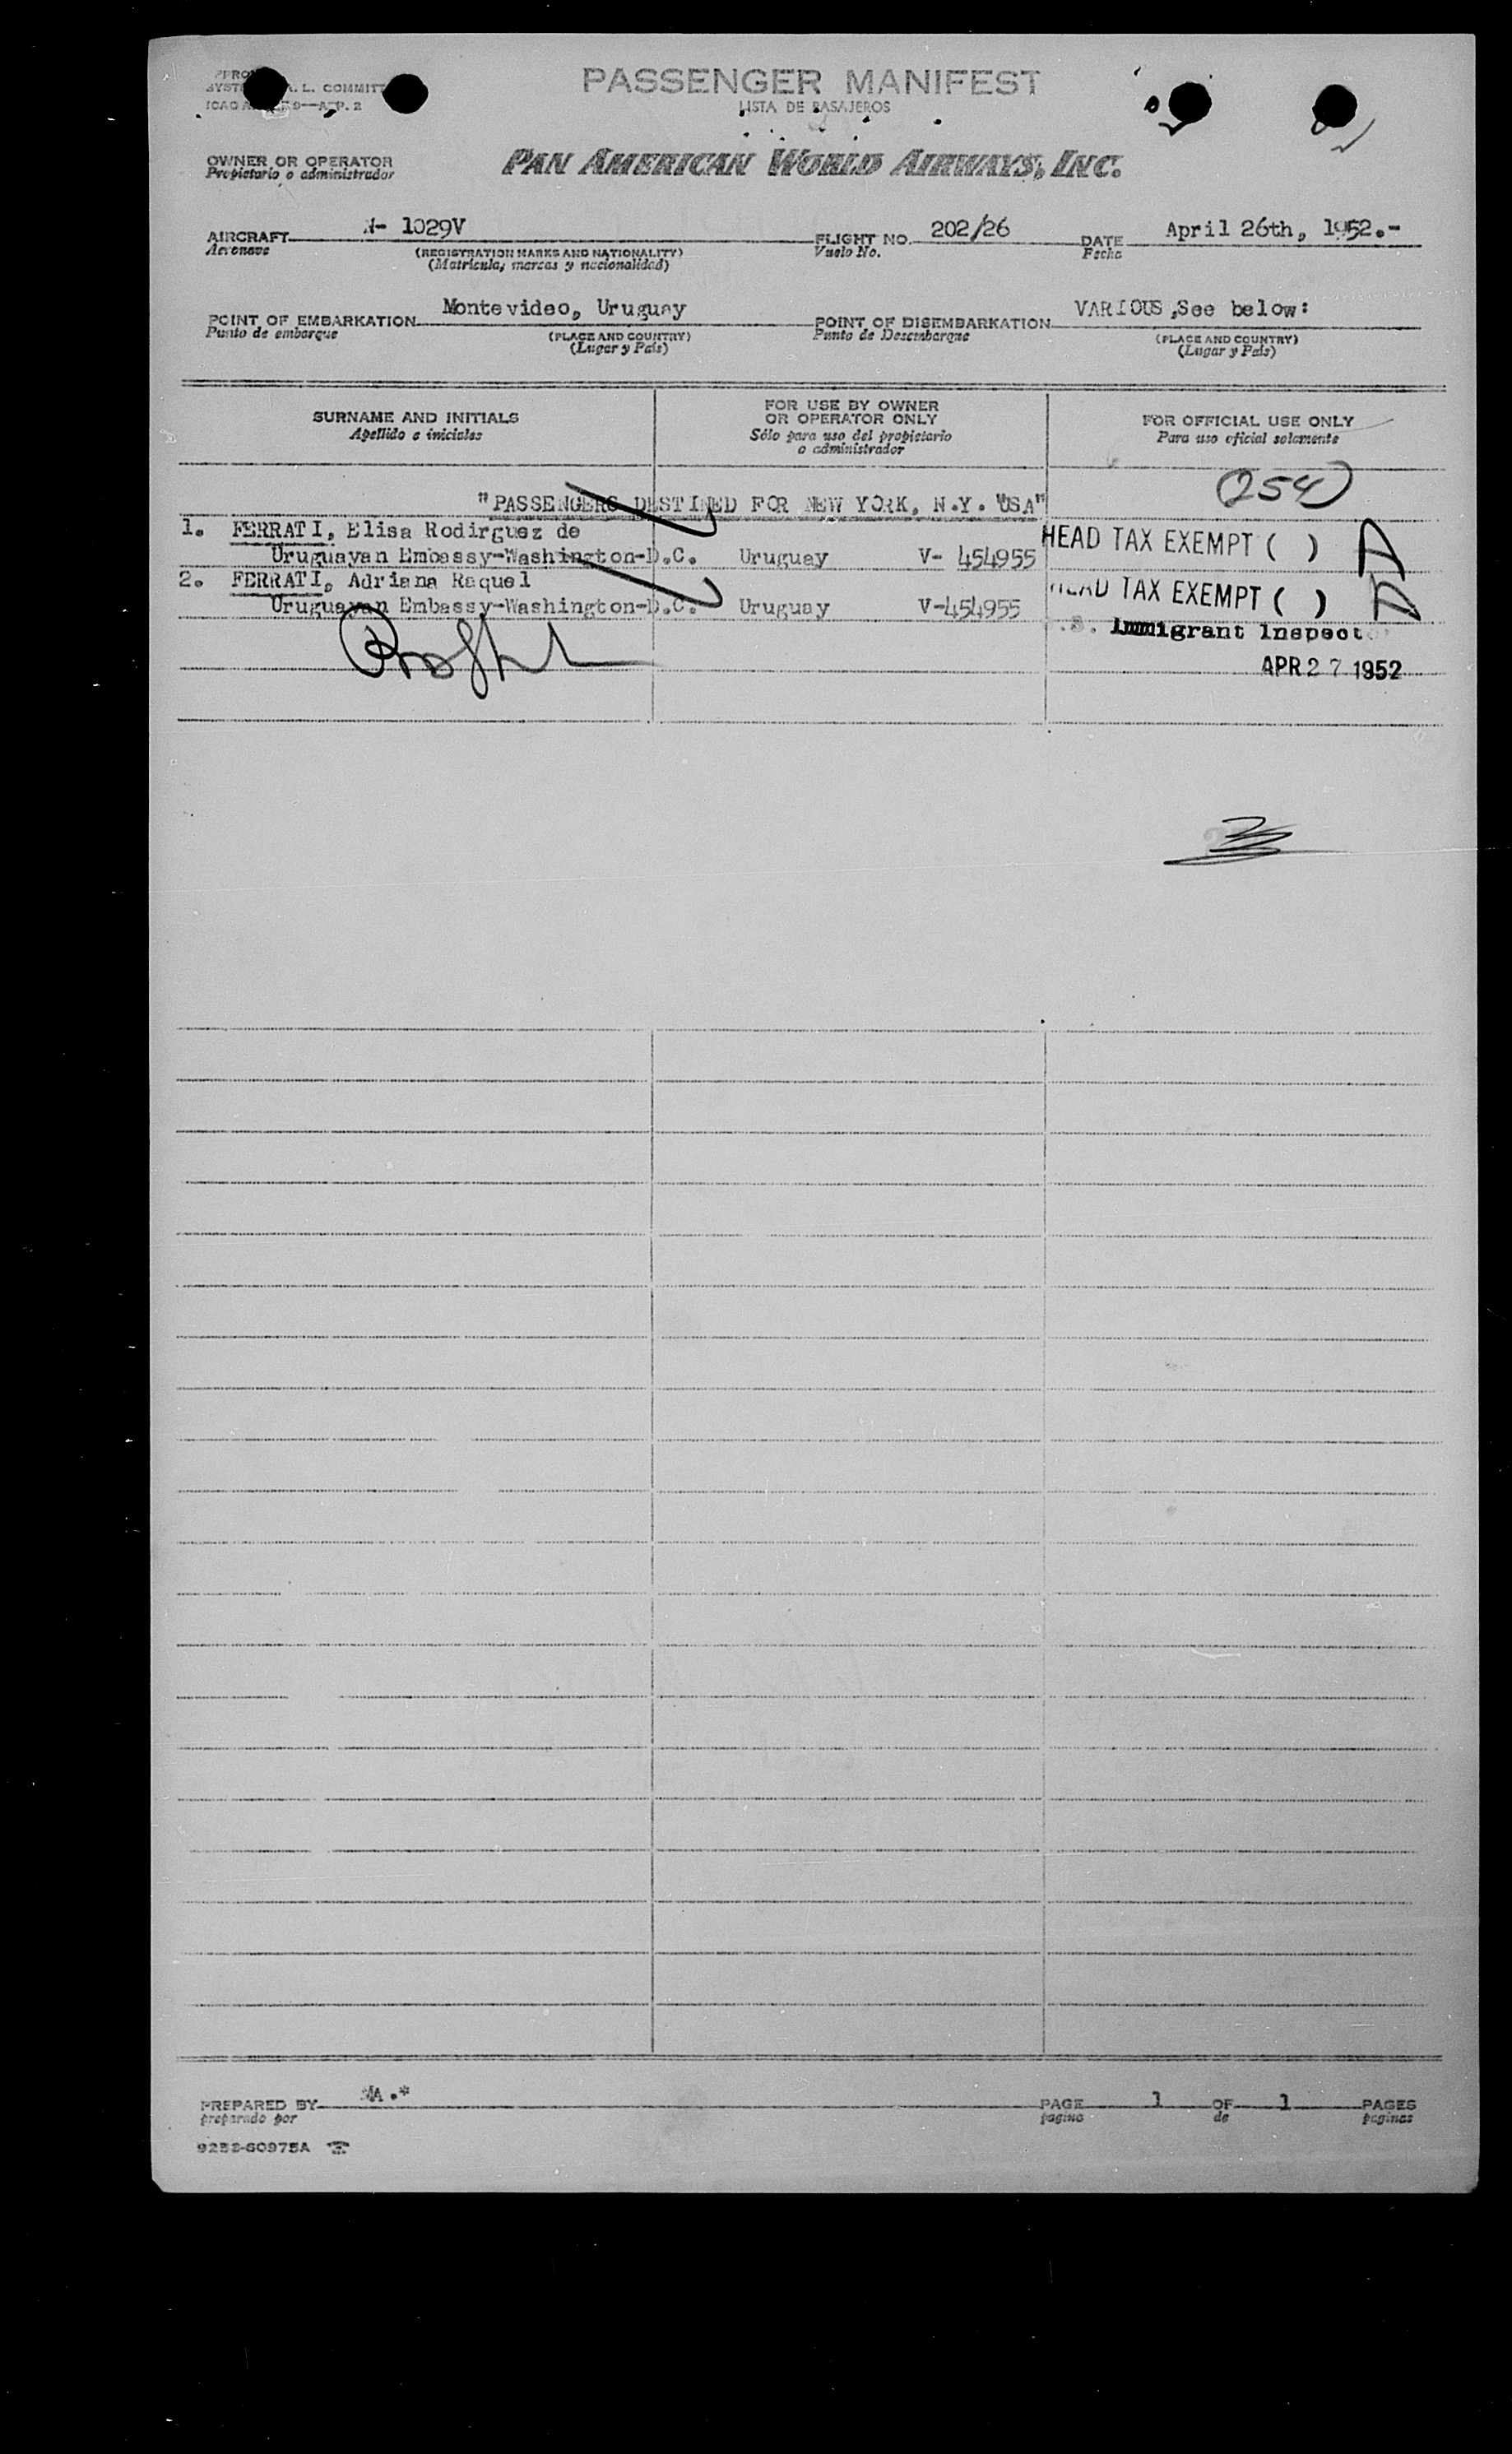 PASSENGER MANIFEST
LISTA DE PASAJEROS
L. COMMITT
OWNER OR OPERATOR
Propietario o administrador
PAN AMERICAN WORLD AIRWAYS, INC.
AIRCRAFT N- 1029V FLIGHT NO. 202/26 DATE April 26th, 1952.-
Aeronave (REGISTRATION MARKS AND NATIONALITY) Vuelo No. Fecha
(Matrícula, marcas y nacionalidad)
POINT OF EMBARKATION Montevideo, Uruguay POINT OF DISEMBARKATION VARIOUS ,See below:
Punto de embarque (PLACE AND COUNTRY) Punto de Desembarque (PLACE AND COUNTRY)
(Lugar y País) (Lugar y País)
SURNAME AND INITIALS FOR USE BY OWNER OR OPERATOR ONLY FOR OFFICIAL USE ONLY
Apellido e iniciales Sólo para uso del propietario o administrador Para uso oficial solamente
254
"PASSENGERS DESTINED FOR NEW YORK, N.Y. USA"
1. FERRATI, Elisa Rodirguez de HEAD TAX EXEMPT ( ) A
Uruguayan Embassy-Washington-D.C. Uruguay V- 454955
2. FERRATI, Adriana Raquel HEAD TAX EXEMPT ( ) A
Uruguayan Embassy-Washington-D.C. Uruguay V-454955
Immigrant Inspector
APR 27 1952
PREPARED BY PAGE 1 OF 1 PAGES
preparado por pagina de paginas